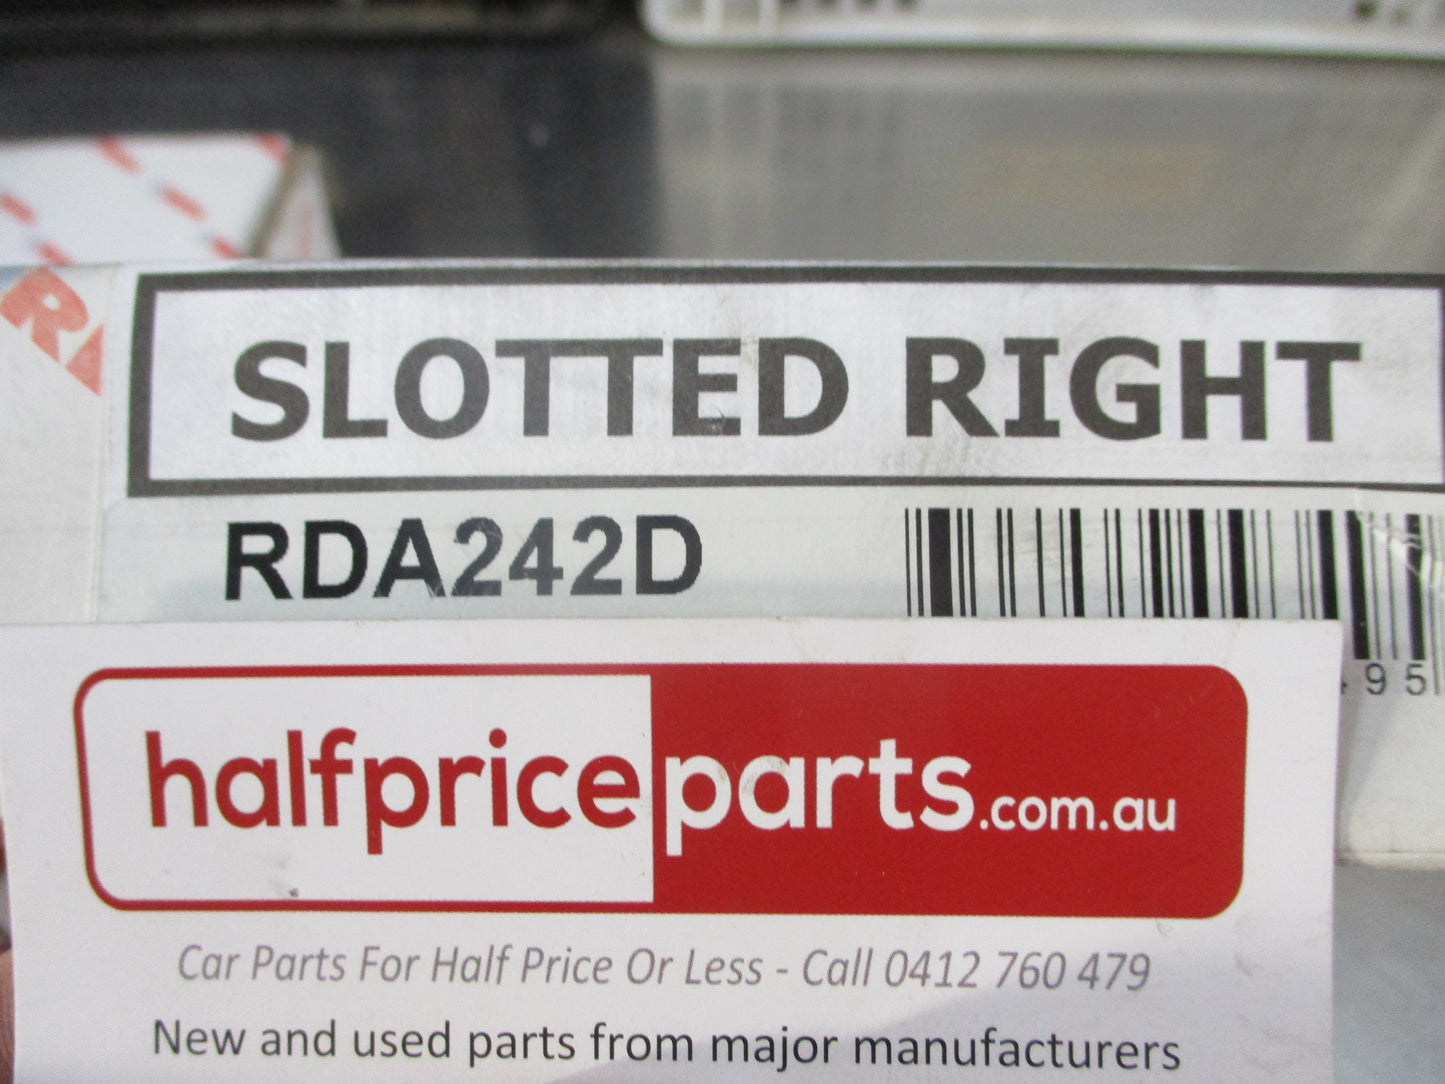 SLOTTED RIGHT
RDA242D
95
halfpriceparts.com.au
Car Parts For Half Price Or Less - Call 0412 760 479
New and used parts from major manufacturers